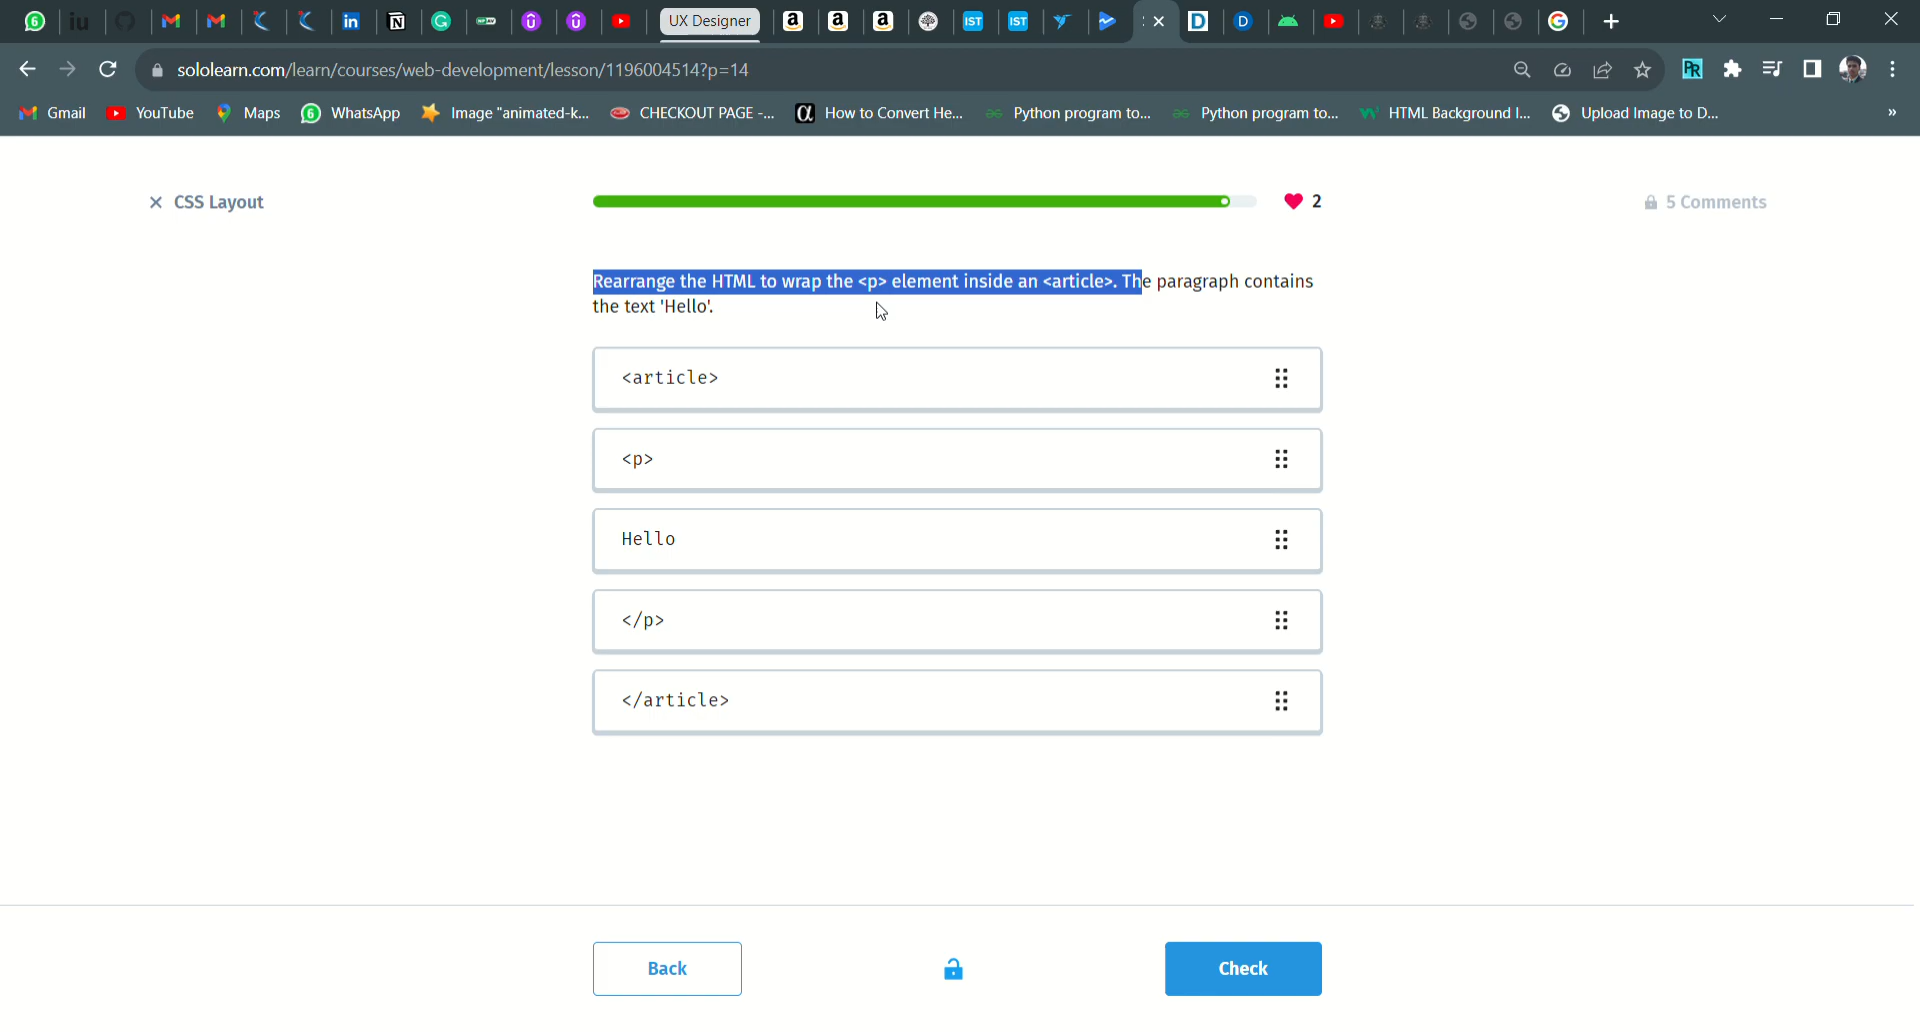 UX Designer
sololearn.com/learn/courses/web-development/lesson/1196004514?p=14
Gmail
YouTube
Maps
WhatsApp
Image "animated-k...
CHECKOUT PAGE -...
How to Convert He...
Python program to...
Python program to...
HTML Background I...
Upload Image to D...
»
CSS Layout
2
5 Comments
Rearrange the HTML to wrap the <p> element inside an <article>. The paragraph contains
the text 'Hello'.
<article>
<p>
Hello
</p>
</article>
Back
Check